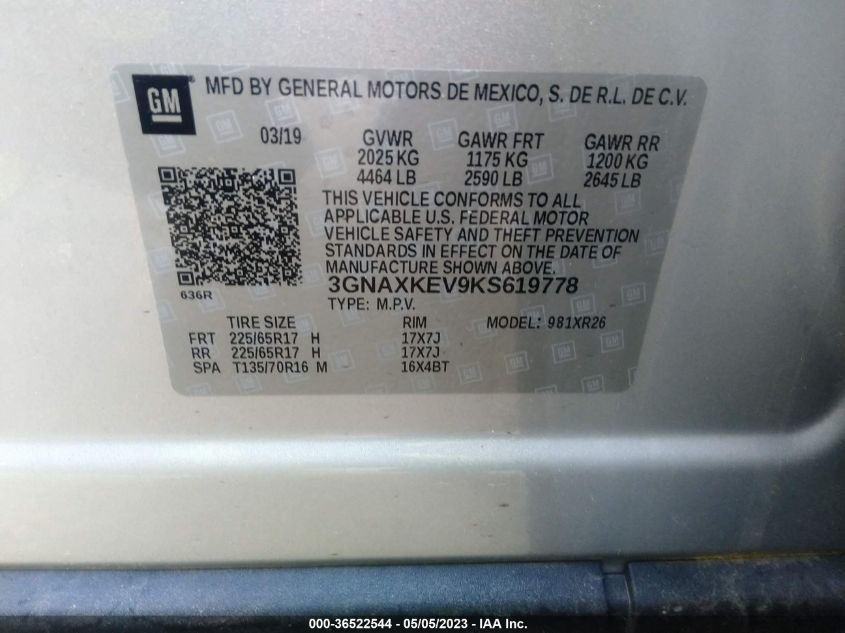 GM MFD BY GENERAL MOTORS DE MEXICO, S. DE R.L. DE C.V.
03/19 GVWR GAWR FRT GAWR RR
2025 KG 1175 KG 1200 KG
4464 LB 2590 LB 2645 LB
THIS VEHICLE CONFORMS TO ALL
APPLICABLE U.S. FEDERAL MOTOR
VEHICLE SAFETY AND THEFT PREVENTION
STANDARDS IN EFFECT ON THE DATE OF
MANUFACTURE SHOWN ABOVE.
636R 3GNAXKEV9KS619778
TYPE: M.P.V.
TIRE SIZE RIM MODEL: 981XR26
FRT 225/65R17 H 17X7J
RR 225/65R17 H 17X7J
SPA T135/70R16 M 16X4BT
000-36522544 - 05/05/2023 - IAA Inc.